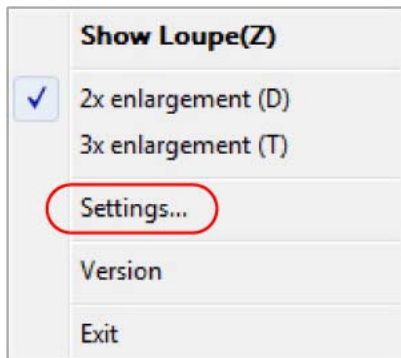 Show Loupe(Z)
2x enlargement (D)
3x enlargement (T)
Settings...
Version
Exit